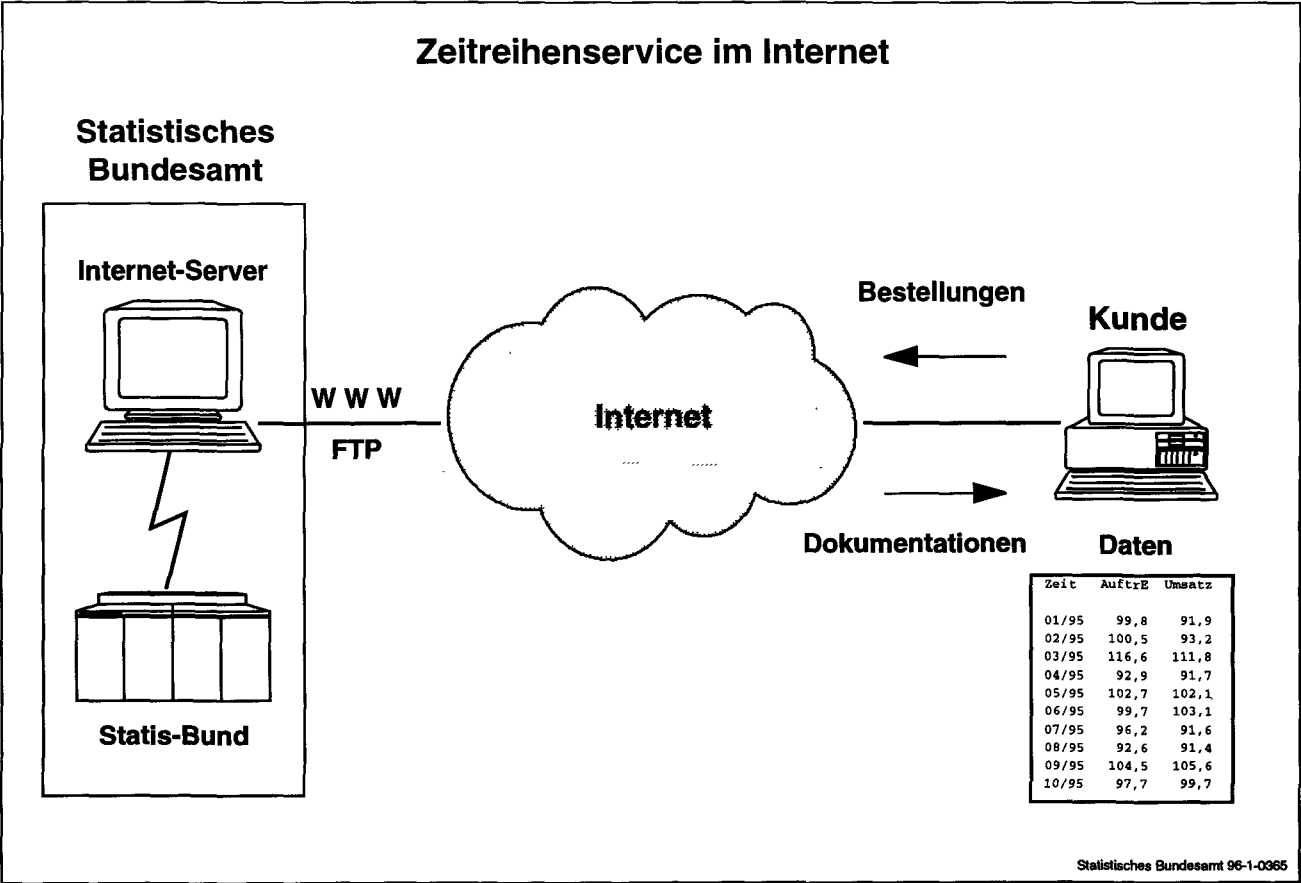 Zeitreihenservice im Internet
Statistisches
Bundesamt
Internet-Server
W W W
FTP
Statis-Bund
Internet
Bestellungen
Kunde
Dokumentationen
Daten
Zeit AuftrE Umsatz
01/95 99,8 91,9
02/95 100,5 93,2
03/95 116,6 111,8
04/95 92,9 91,7
05/95 102,7 102,1
06/95 99,7 103,1
07/95 96,2 91,6
08/95 92,6 91,4
09/95 104,5 105,6
10/95 97,7 99,7
Statistisches Bundesamt 96-1-0365